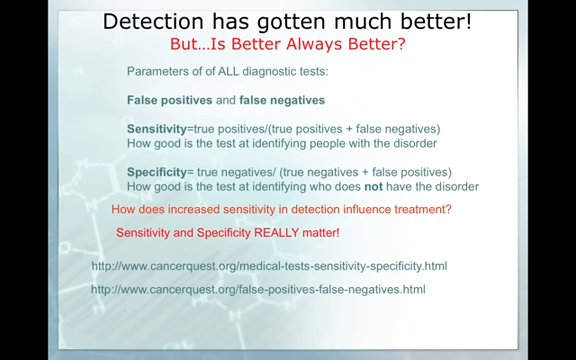 Detection has gotten much better!
But...Is Better Always Better?
Parameters of of ALL diagnostic tests:
False positives and false negatives
Sensitivity=true positives/(true positives + false negatives)
How good is the test at identifying people with the disorder
Specificity= true negatives/ (true negatives + false positives)
How good is the test at identifying who does not have the disorder
How does increased sensitivity in detection influence treatment?
Sensitivity and Specificity REALLY matter!
http://www.cancerquest.org/medical-tests-sensitivity-specificity.html
http://www.cancerquest.org/false-positives-false-negatives.html